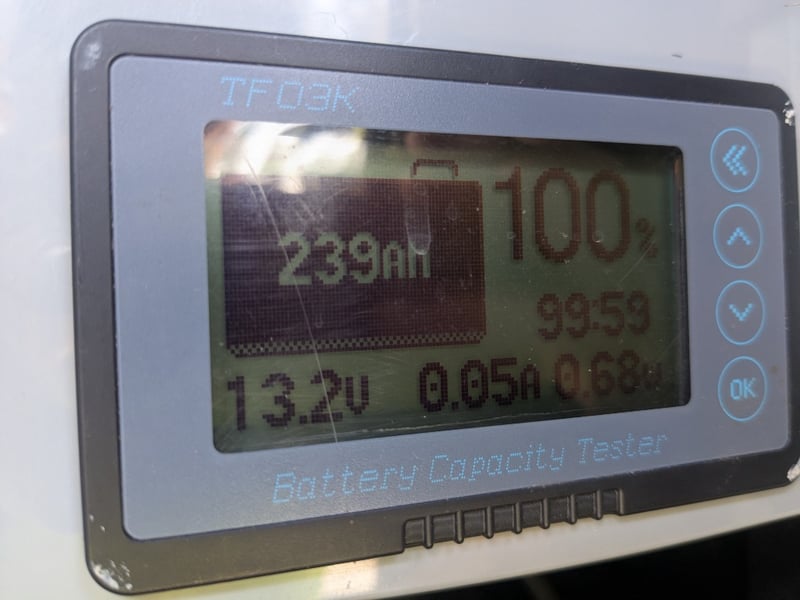 TF03K
239AH
100%
99:59
13.2V 0.05A 0.68W
OK
Battery Capacity Tester